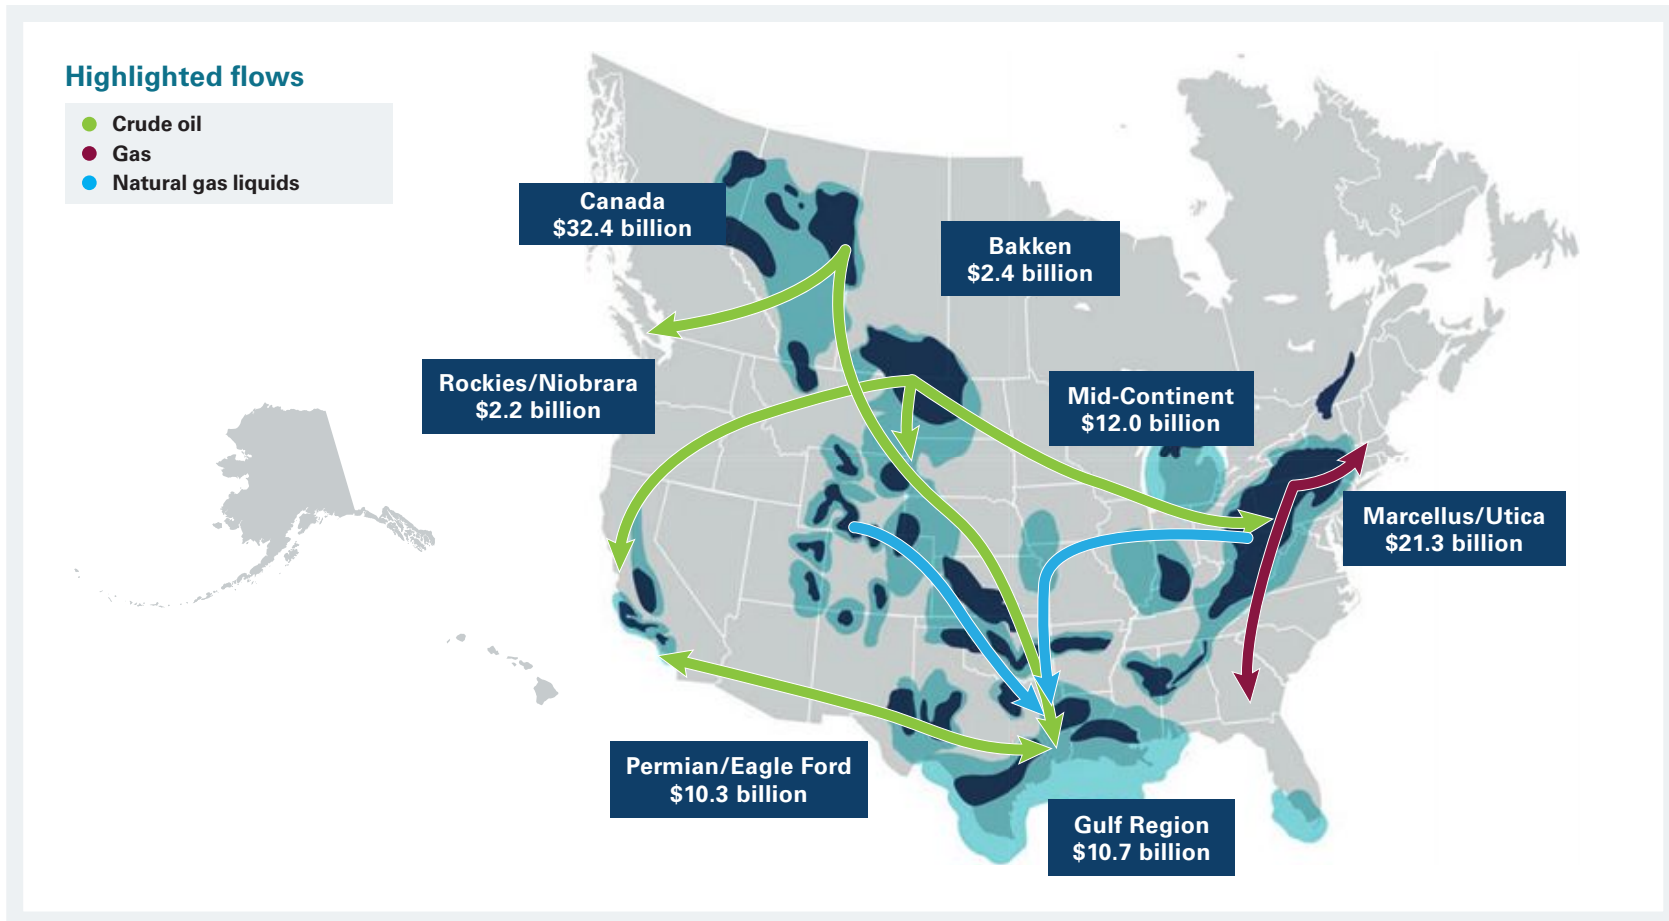 Highlighted flows
Crude oil
Gas
Natural gas liquids
Canada
$32.4 billion
Bakken
$2.4 billion
Rockies/Niobrara
$2.2 billion
Mid-Continent
$12.0 billion
Marcellus/Utica
$21.3 billion
Permian/Eagle Ford
$10.3 billion
Gulf Region
$10.7 billion